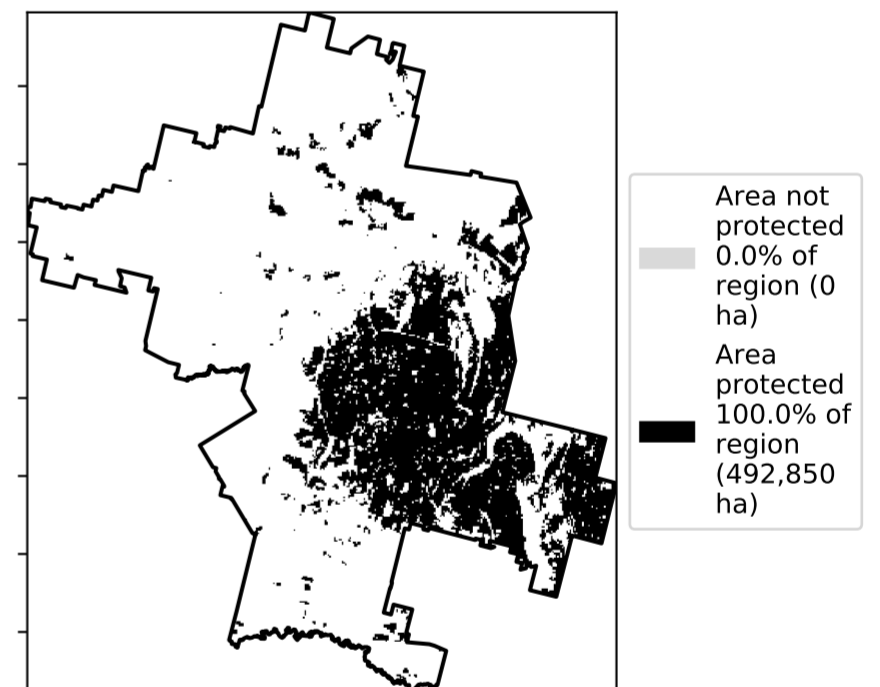 Area not
protected
0.0% of
region (0
ha)
Area
protected
100.0% of
region
(492,850
ha)